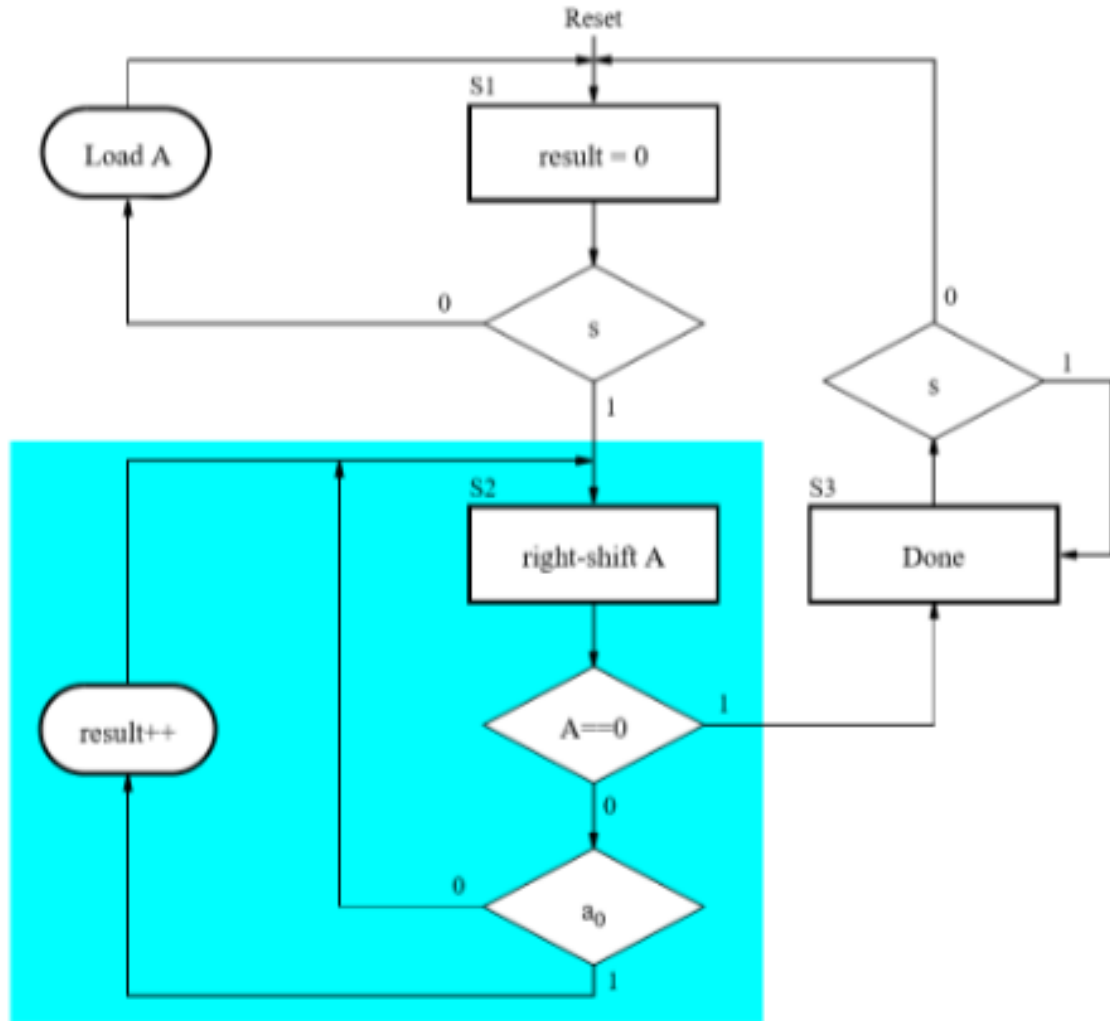 Reset
S1
result = 0
Load A
s
0
1
s
0
1
S2
right-shift A
S3
Done
A==0
1
0
result++
a₀
0
1